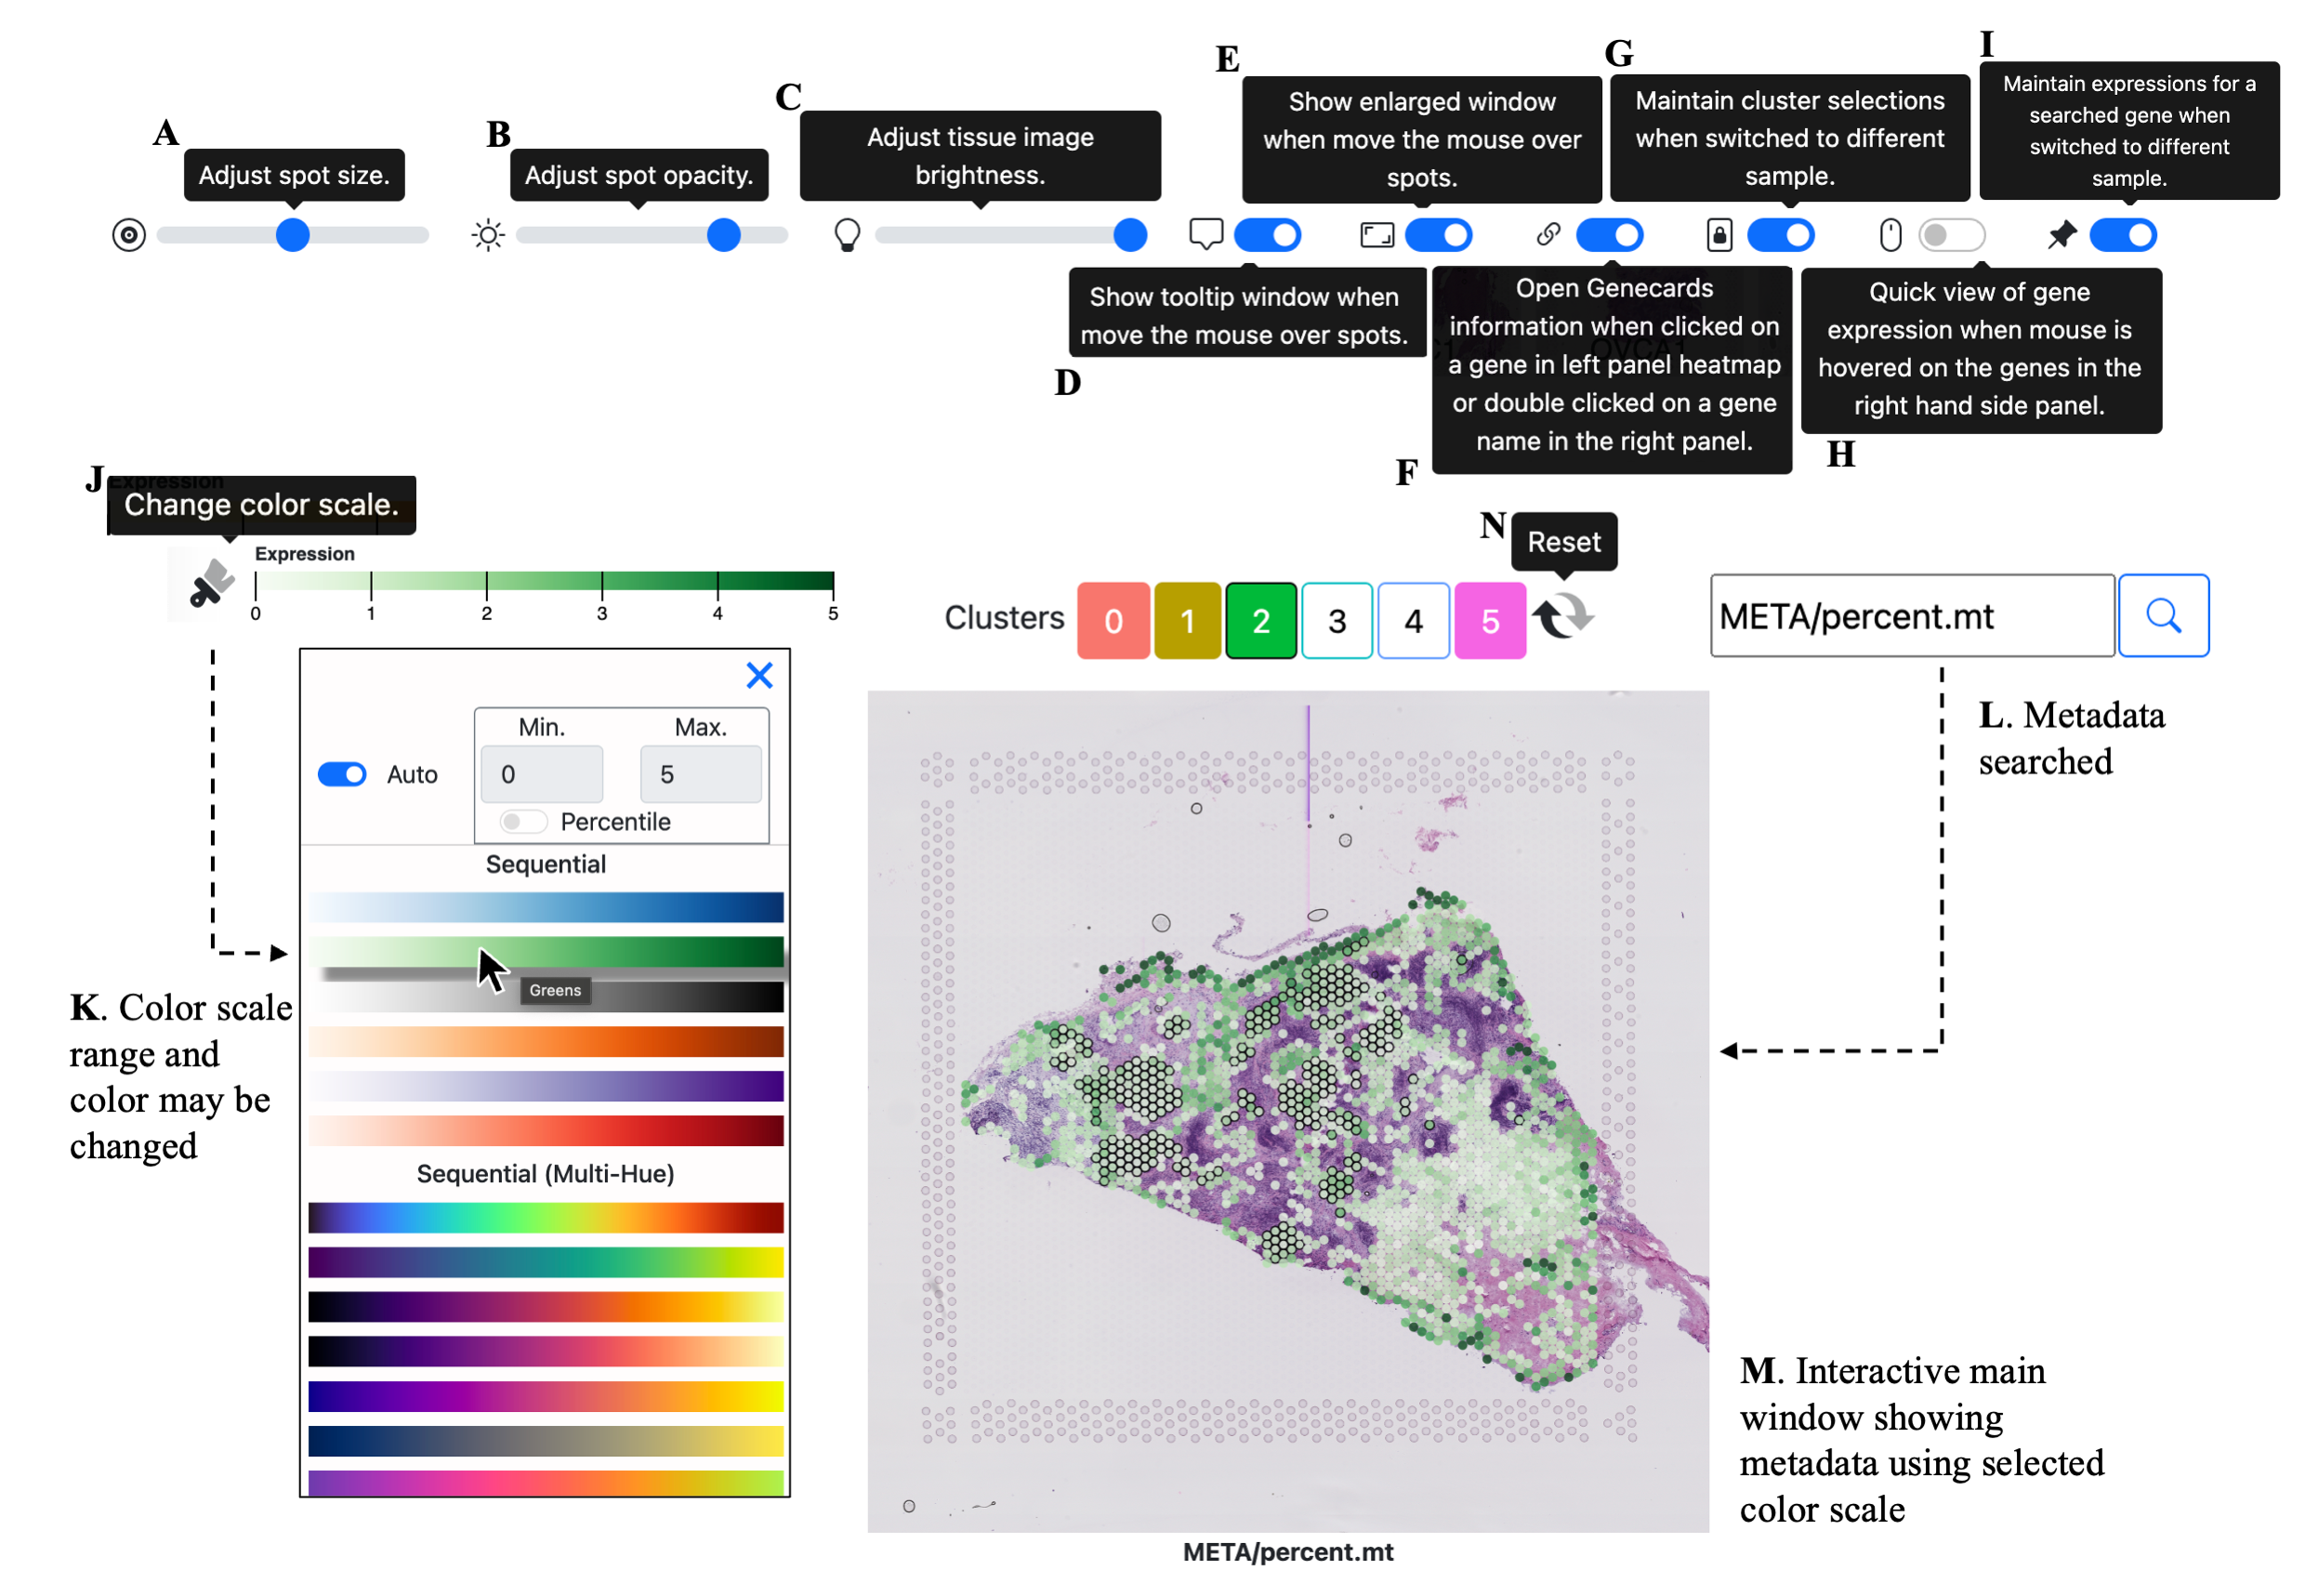 A
Adjust spot size.
B
Adjust spot opacity.
C
Adjust tissue image
brightness.
E
Show enlarged window
when move the mouse over
spots.
G
Maintain cluster selections
when switched to different
sample.
I
Maintain expressions for a
searched gene when
switched to different
sample.
Show tooltip window when
move the mouse over spots.
D
Open Genecards
information when clicked on
a gene in left panel heatmap
or double clicked on a gene
name in the right panel.
F
OVCA1
Quick view of gene
expression when mouse is
hovered on the genes in the
right hand side panel.
H
J
Expression
Change color scale.
Expression
0 1 2 3 4 5
Min. Max.
Auto 0 5
Percentile
Sequential
Greens
Sequential (Multi-Hue)
K. Color scale
range and
color may be
changed
N
Reset
Clusters 0 1 2 3 4 5
META/percent.mt
L. Metadata
searched
M. Interactive main
window showing
metadata using selected
color scale
META/percent.mt